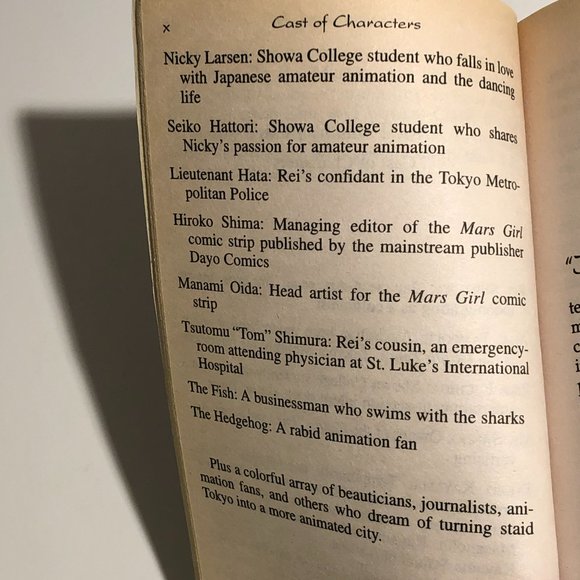 x Cast of Characters
Nicky Larsen: Showa College student who falls in love
with Japanese amateur animation and the dancing
life
Seiko Hattori: Showa College student who shares
Nicky's passion for amateur animation
Lieutenant Hata: Rei's confidant in the Tokyo Metro-
politan Police
Hiroko Shima: Managing editor of the Mars Girl
comic strip published by the mainstream publisher
Dayo Comics
Manami Oida: Head artist for the Mars Girl comic
strip
Tsutomu “Tom” Shimura: Rei's cousin, an emergency-
room attending physician at St. Luke's International
Hospital
The Fish: A businessman who swims with the sharks
The Hedgehog: A rabid animation fan
Plus a colorful array of beauticians, journalists, ani-
mation fans, and others who dream of turning staid
Tokyo into a more animated city.